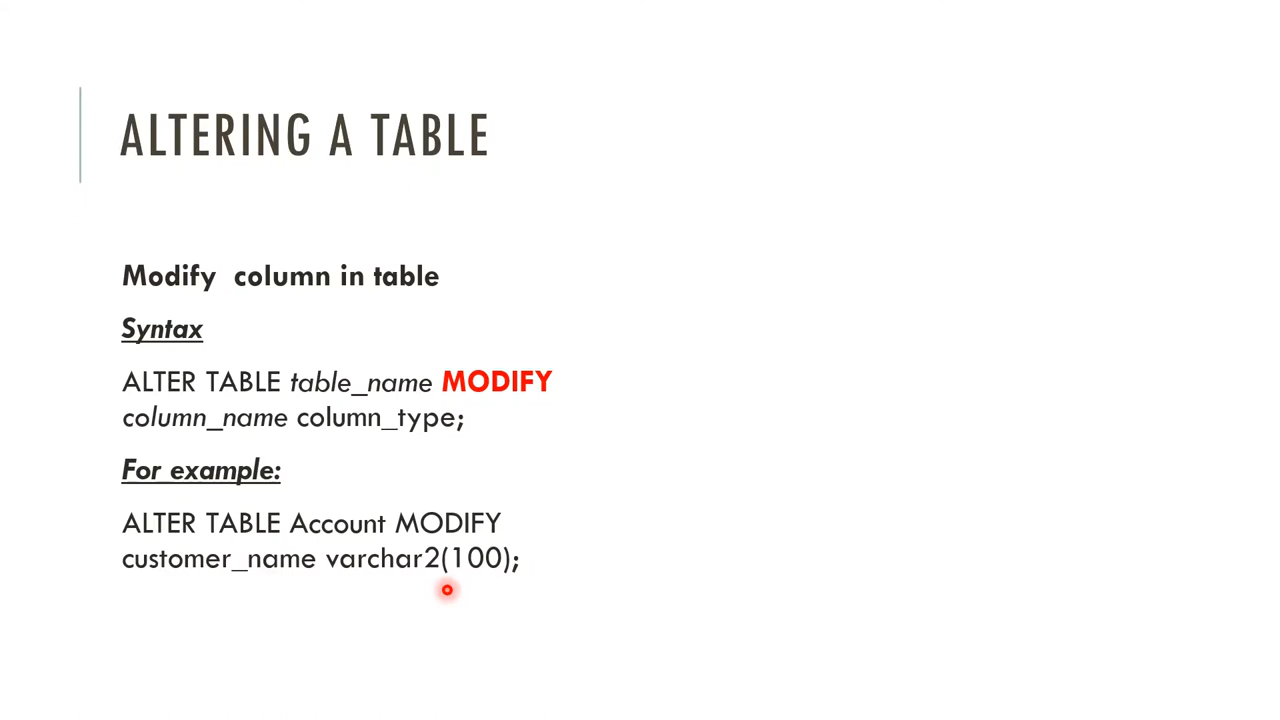 ALTERING A TABLE
Modify  column in table
Syntax
ALTER TABLE table_name MODIFY
column_name column_type;
For example:
ALTER TABLE Account MODIFY
customer_name varchar2(100);